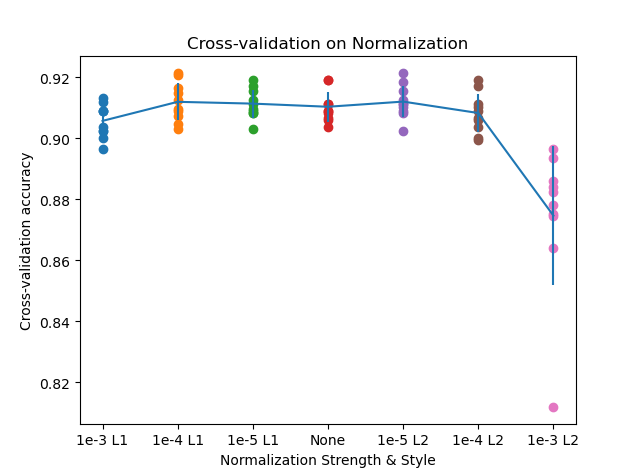 Cross-validation on Normalization
Cross-validation accuracy
0.92
0.90
0.88
0.86
0.84
0.82
1e-3 L1 1e-4 L1 1e-5 L1 None 1e-5 L2 1e-4 L2 1e-3 L2
Normalization Strength & Style